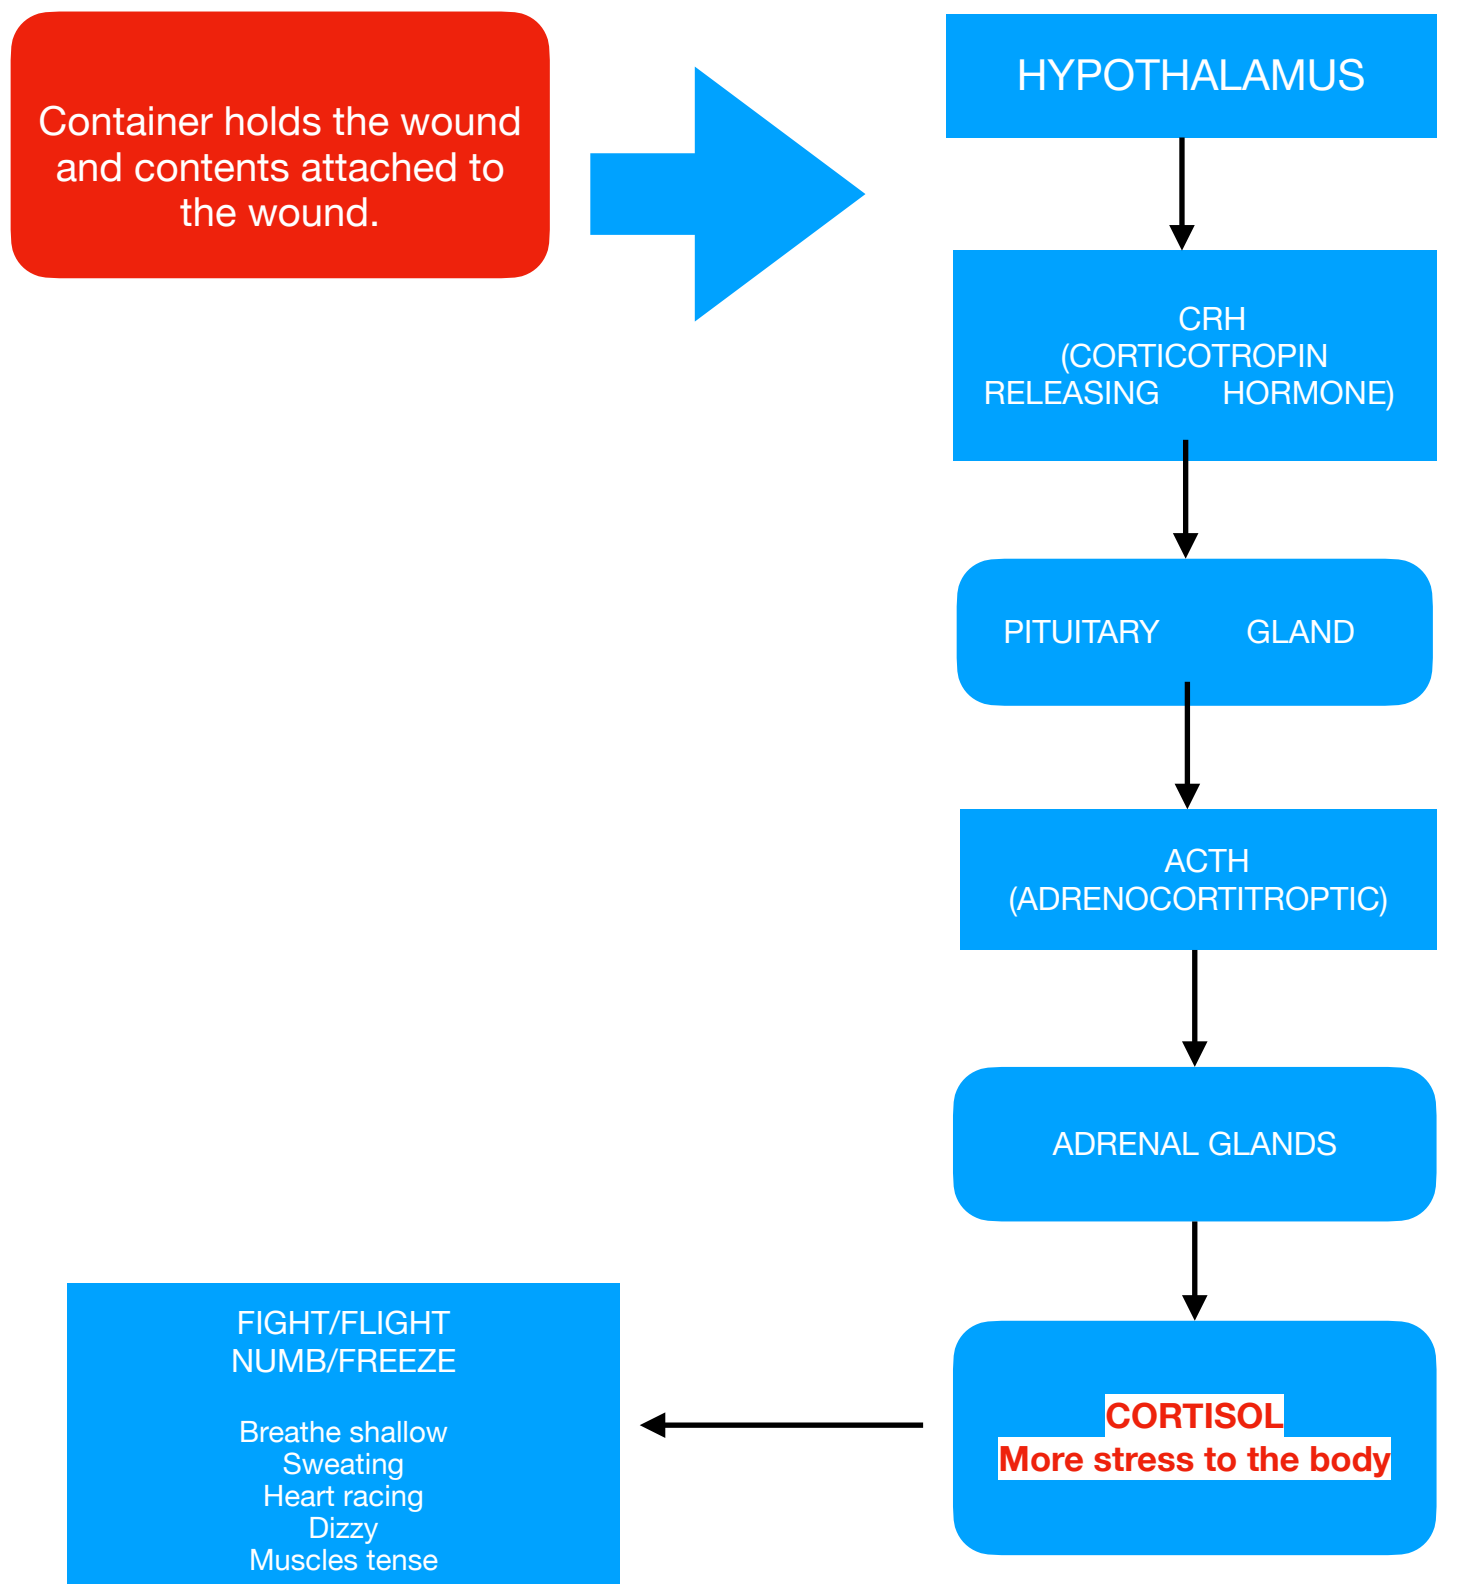 Container holds the wound
and contents attached to
the wound.
HYPOTHALAMUS
CRH
(CORTICOTROPIN
RELEASING HORMONE)
PITUITARY GLAND
ACTH
(ADRENOCORTITROPTIC)
ADRENAL GLANDS
CORTISOL
More stress to the body
FIGHT/FLIGHT
NUMB/FREEZE
Breathe shallow
Sweating
Heart racing
Dizzy
Muscles tense